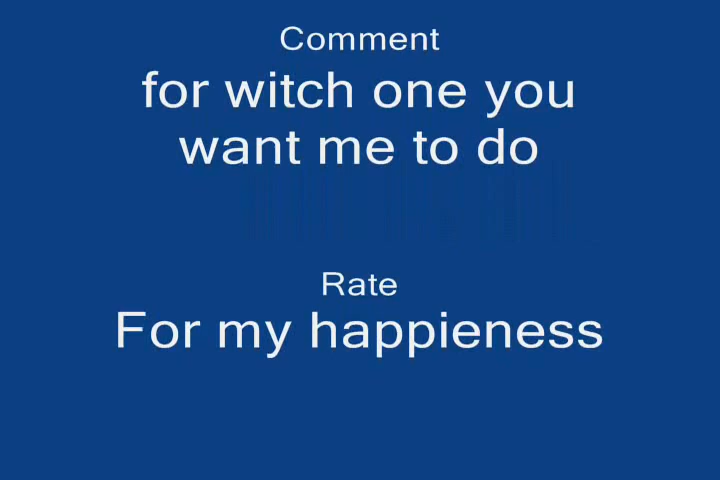 Comment
for witch one you
want me to do
Rate
For my happieness